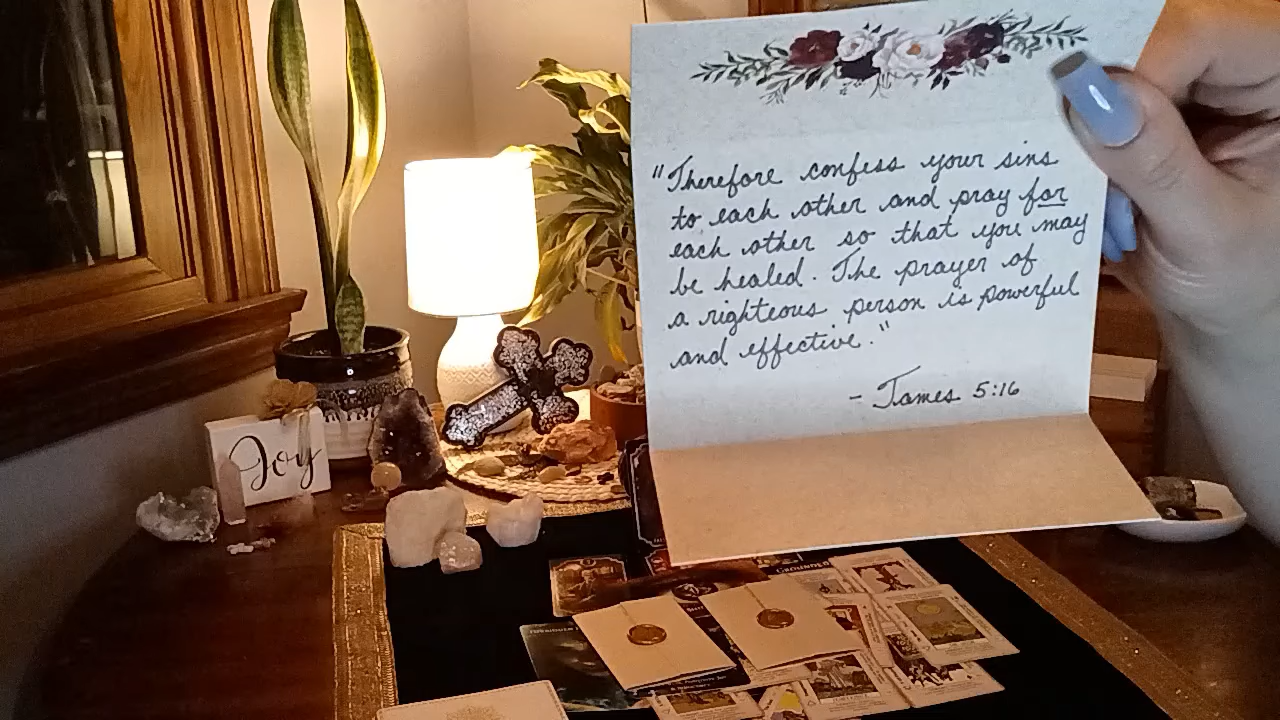 "Therefore confess your sins
to each other and pray for
each other so that you may
be healed. The prayer of
a righteous person is powerful
and effective."
- James 5:16
Joy
GROUNDED